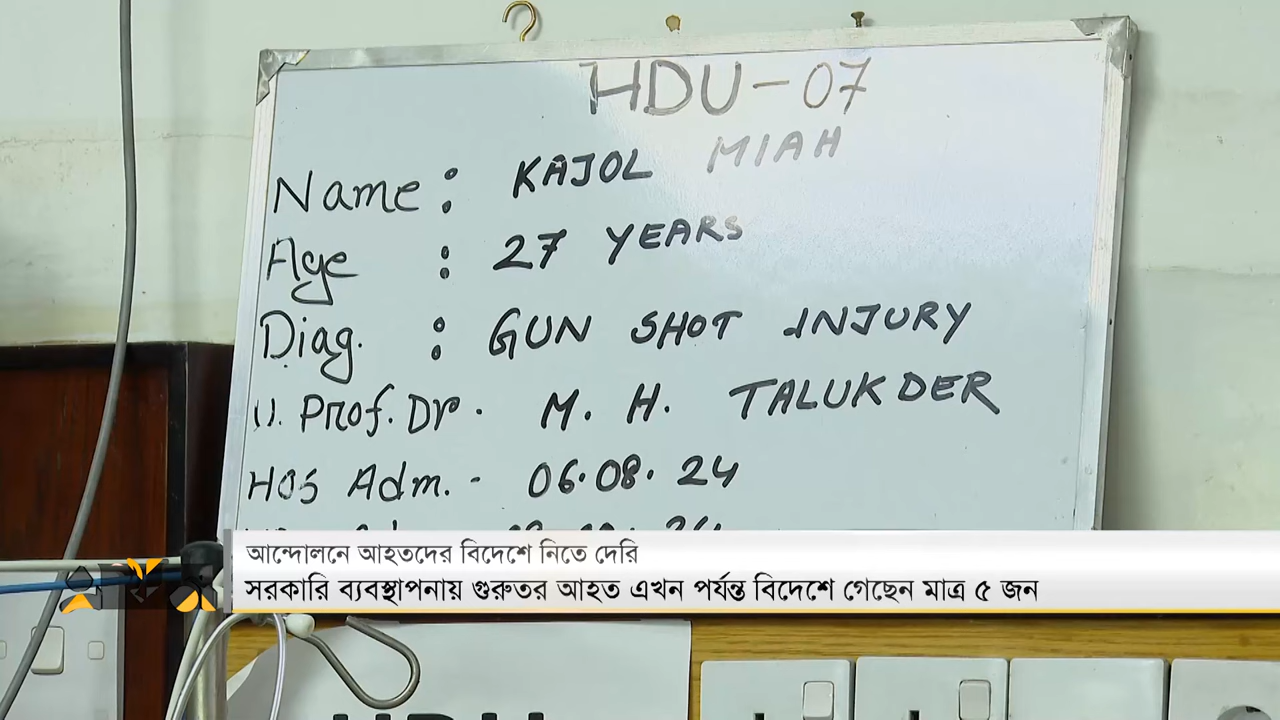 HDU-07
Name : KAJOL MIAH
Age : 27 YEARS
Diag. : GUN SHOT INJURY
U. Prof. Dr. M. H. TALUKDER
Hos Adm. - 06.08.24
আন্দোলনে আহতদের বিদেশে নিতে দেরি
সরকারি ব্যবস্থাপনায় গুরুতর আহত এখন পর্যন্ত বিদেশে গেছেন মাত্র ৫ জন